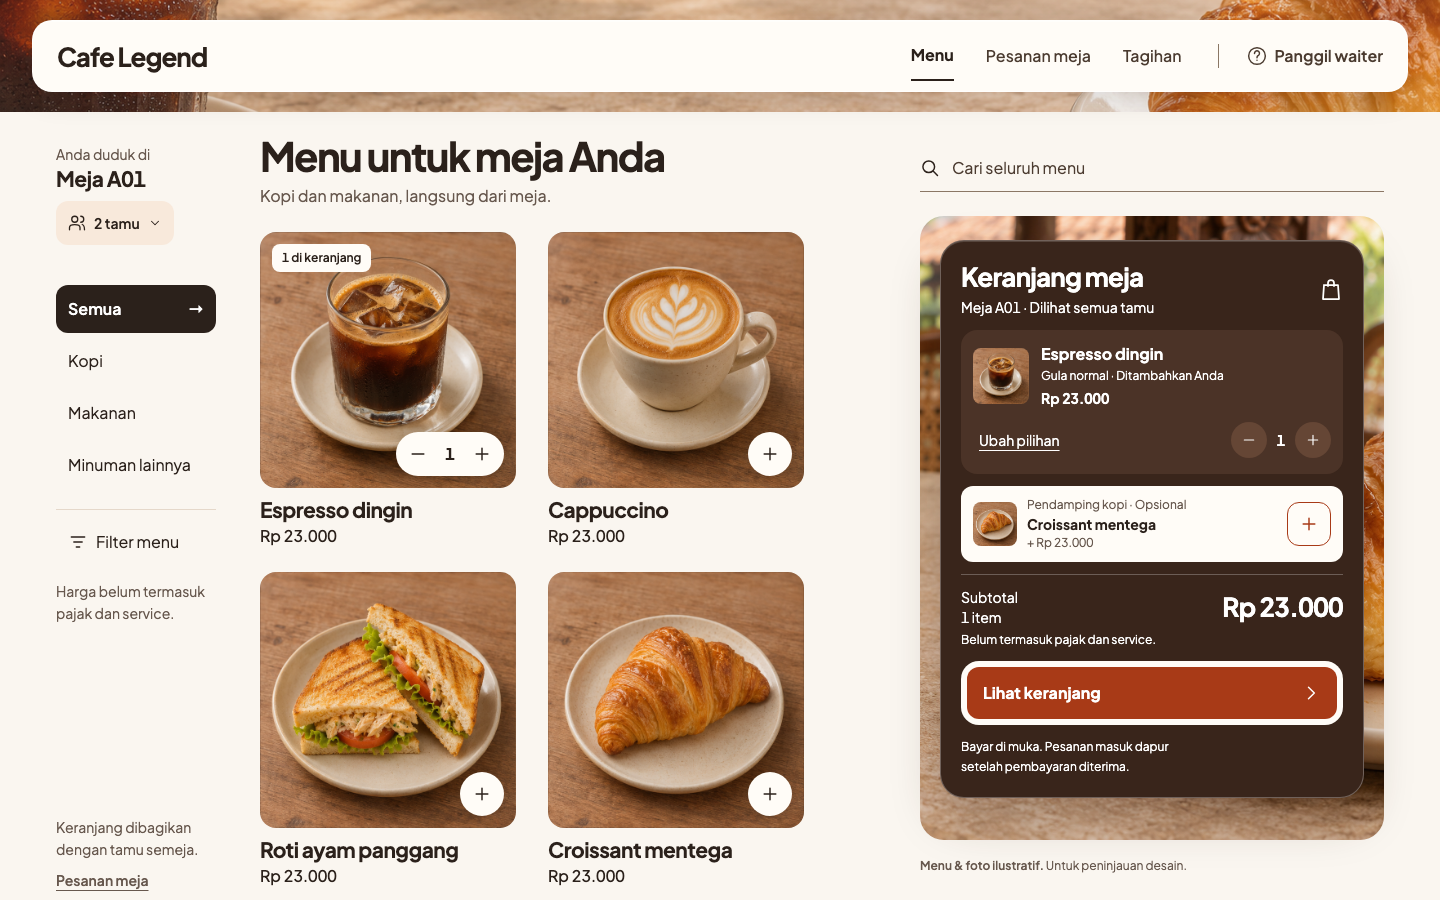 Cafe Legend
Menu
Pesanan meja
Tagihan
Panggil waiter
Anda duduk di
Meja A01
2 tamu
Semua
Kopi
Makanan
Minuman lainnya
Filter menu
Harga belum termasuk
pajak dan service.
Keranjang dibagikan
dengan tamu semeja.
Pesanan meja
Menu untuk meja Anda
Kopi dan makanan, langsung dari meja.
1 di keranjang
1
Espresso dingin
Rp 23.000
Cappuccino
Rp 23.000
Roti ayam panggang
Rp 23.000
Croissant mentega
Rp 23.000
Cari seluruh menu
Keranjang meja
Meja A01 · Dilihat semua tamu
Espresso dingin
Gula normal · Ditambahkan Anda
Rp 23.000
Ubah pilihan
1
Pendamping kopi · Opsional
Croissant mentega
+ Rp 23.000
Subtotal
1 item
Rp 23.000
Belum termasuk pajak dan service.
Lihat keranjang
Bayar di muka. Pesanan masuk dapur
setelah pembayaran diterima.
Menu & foto ilustratif. Untuk peninjauan desain.